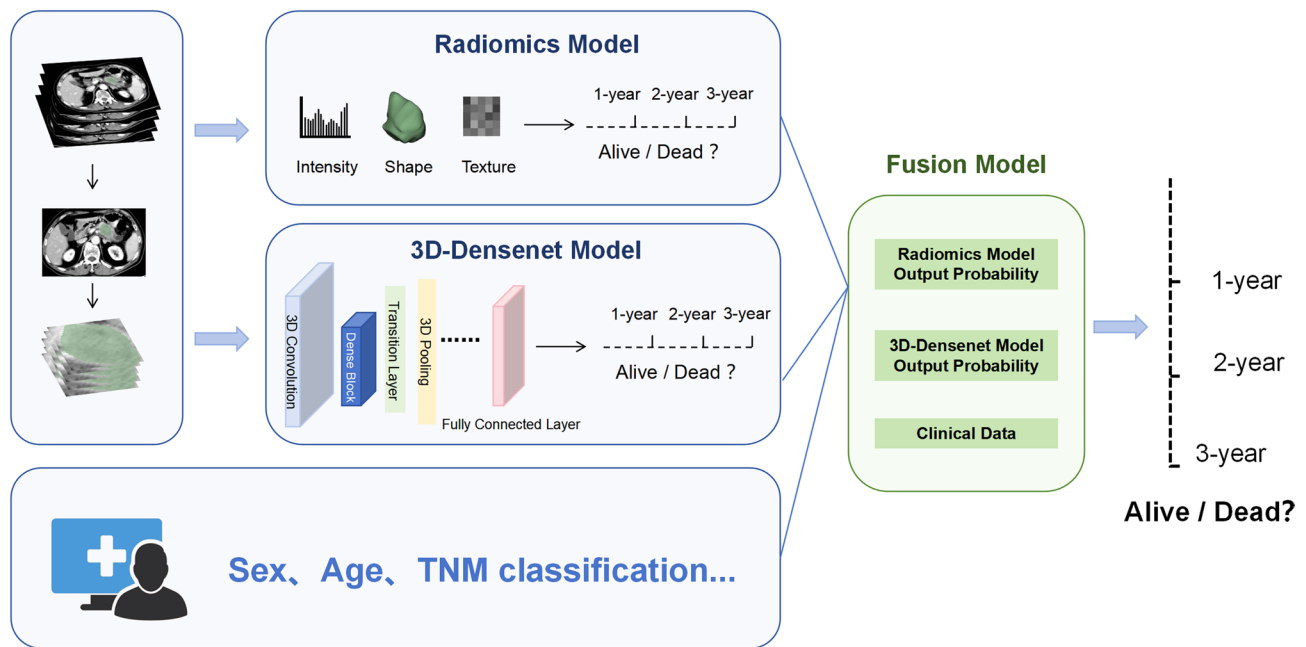 Radiomics Model
1-year 2-year 3-year
Alive / Dead ?
Intensity Shape Texture
3D-Densenet Model
3D Convolution
Dense Block
Transition Layer
3D Pooling
......
Fully Connected Layer
1-year 2-year 3-year
Alive / Dead ?
Sex、Age、TNM classification...
Fusion Model
Radiomics Model
Output Probability
3D-Densenet Model
Output Probability
Clinical Data
1-year
2-year
3-year
Alive / Dead?